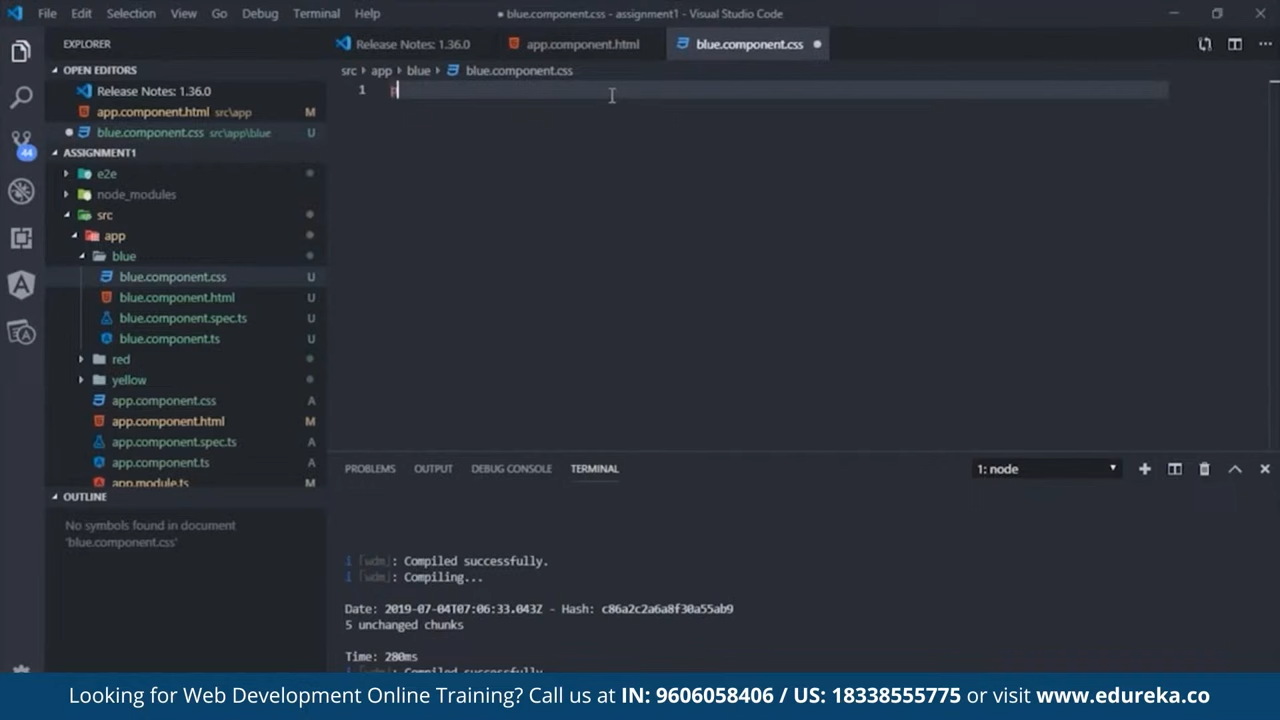 File Edit Selection View Go Debug Terminal Help
● blue.component.css - assignment1 - Visual Studio Code
EXPLORER
Release Notes: 1.36.0
app.component.html
blue.component.css
OPEN EDITORS
Release Notes: 1.36.0
app.component.html src\app M
blue.component.css src\app\blue U
src app blue blue.component.css
1 p
44
ASSIGNMENT1
e2e
node_modules
src
app
blue
blue.component.css U
blue.component.html U
blue.component.spec.ts U
blue.component.ts U
red
yellow
app.component.css A
app.component.html M
app.component.spec.ts A
app.component.ts A
app.module.ts M
OUTLINE
No symbols found in document
'blue.component.css'
PROBLEMS OUTPUT DEBUG CONSOLE TERMINAL
1: node
i ｢wdm｣: Compiled successfully.
i ｢wdm｣: Compiling...
Date: 2019-07-04T07:06:33.043Z - Hash: c86a2c2a6a8f30a55ab9
5 unchanged chunks
Time: 280ms
i ｢wdm｣: Compiled successfully.
Looking for Web Development Online Training? Call us at IN: 9606058406 / US: 18338555775 or visit www.edureka.co